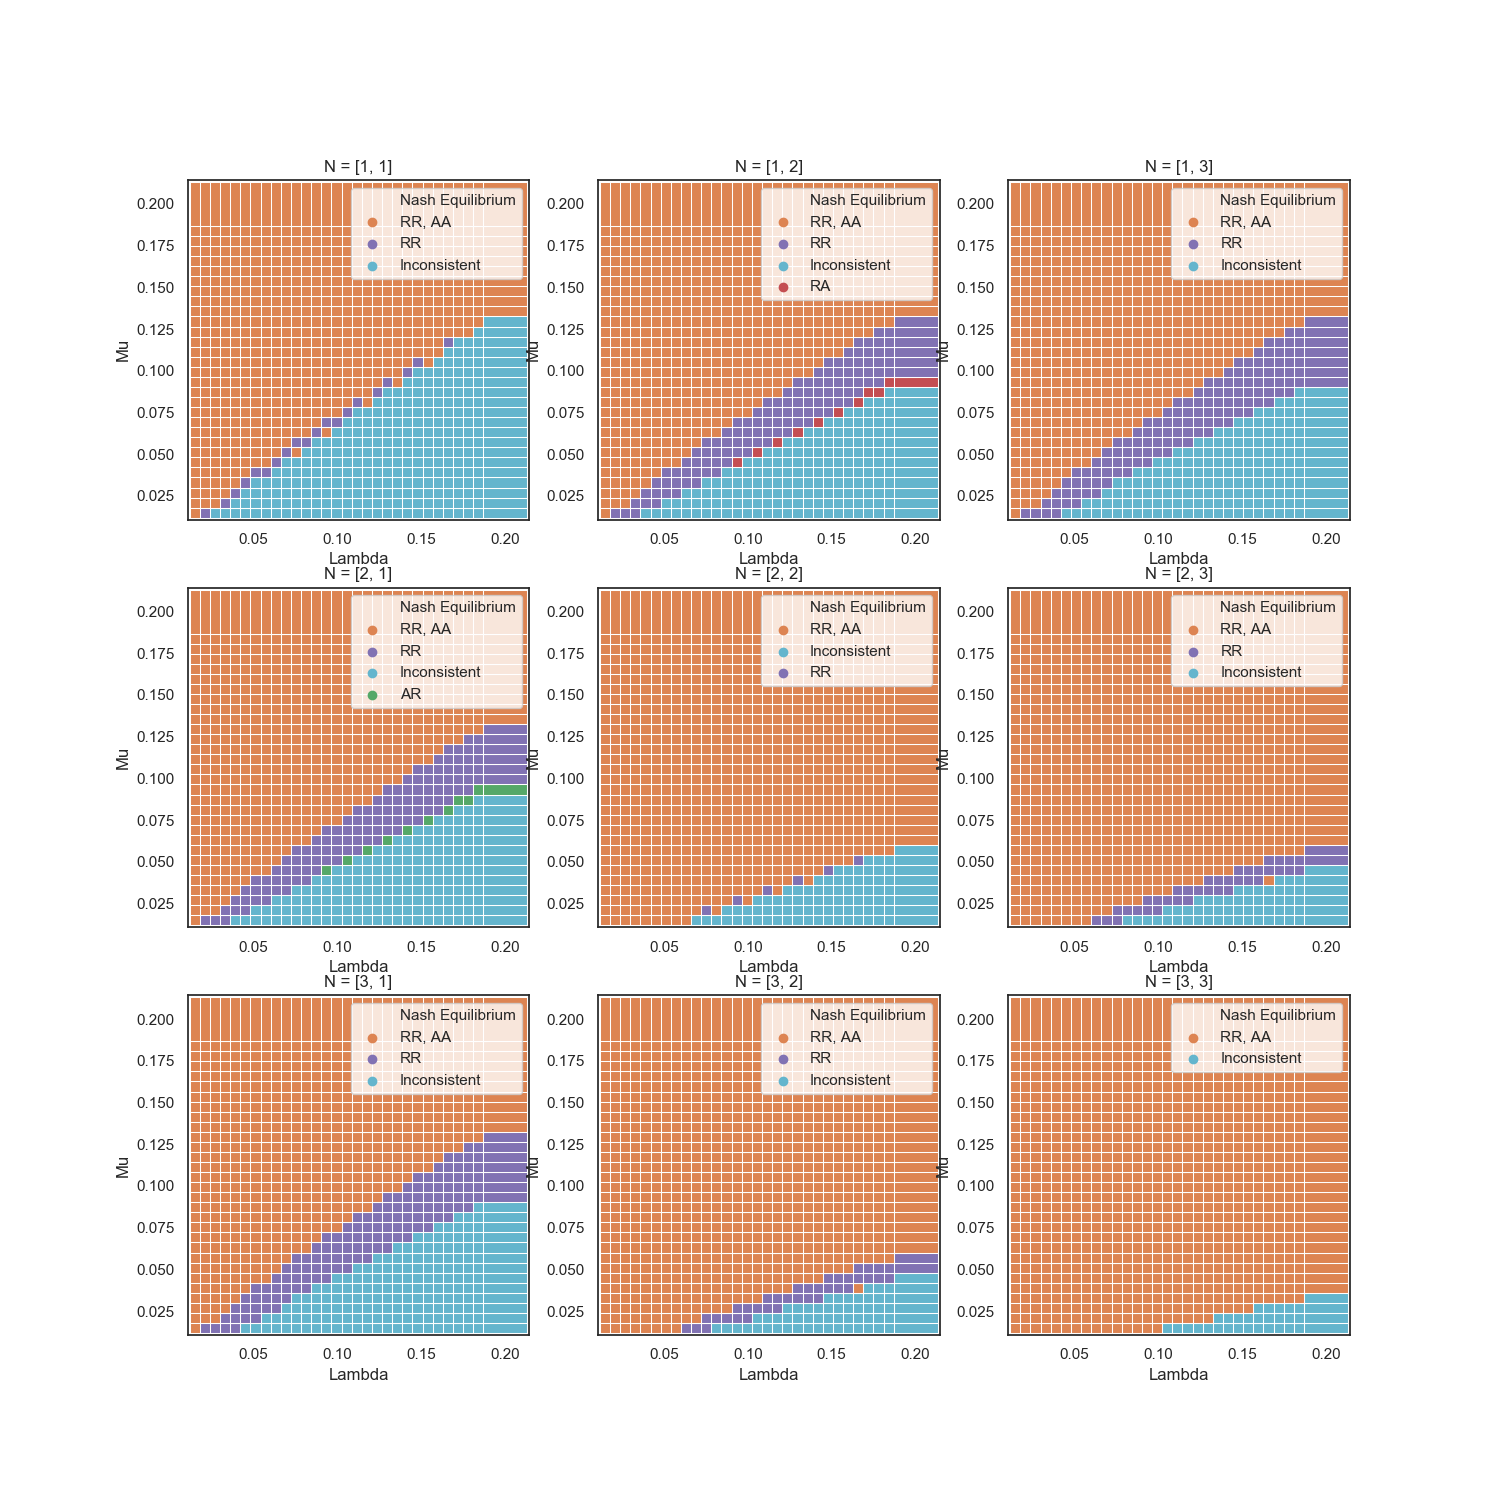 N = [1, 1]
N = [1, 2]
N = [1, 3]
0.200
0.175
0.150
0.125
0.100
0.075
0.050
0.025
Mu
Nash Equilibrium
RR, AA
RR
Inconsistent
0.05 0.10 0.15 0.20
Lambda
0.200
0.175
0.150
0.125
0.100
0.075
0.050
0.025
Mu
Nash Equilibrium
RR, AA
RR
Inconsistent
RA
0.05 0.10 0.15 0.20
Lambda
0.200
0.175
0.150
0.125
0.100
0.075
0.050
0.025
Mu
Nash Equilibrium
RR, AA
RR
Inconsistent
0.05 0.10 0.15 0.20
Lambda
N = [2, 1]
N = [2, 2]
N = [2, 3]
0.200
0.175
0.150
0.125
0.100
0.075
0.050
0.025
Mu
Nash Equilibrium
RR, AA
RR
Inconsistent
AR
0.05 0.10 0.15 0.20
Lambda
0.200
0.175
0.150
0.125
0.100
0.075
0.050
0.025
Mu
Nash Equilibrium
RR, AA
Inconsistent
RR
0.05 0.10 0.15 0.20
Lambda
0.200
0.175
0.150
0.125
0.100
0.075
0.050
0.025
Mu
Nash Equilibrium
RR, AA
RR
Inconsistent
0.05 0.10 0.15 0.20
Lambda
N = [3, 1]
N = [3, 2]
N = [3, 3]
0.200
0.175
0.150
0.125
0.100
0.075
0.050
0.025
Mu
Nash Equilibrium
RR, AA
RR
Inconsistent
0.05 0.10 0.15 0.20
Lambda
0.200
0.175
0.150
0.125
0.100
0.075
0.050
0.025
Mu
Nash Equilibrium
RR, AA
RR
Inconsistent
0.05 0.10 0.15 0.20
Lambda
0.200
0.175
0.150
0.125
0.100
0.075
0.050
0.025
Mu
Nash Equilibrium
RR, AA
Inconsistent
0.05 0.10 0.15 0.20
Lambda